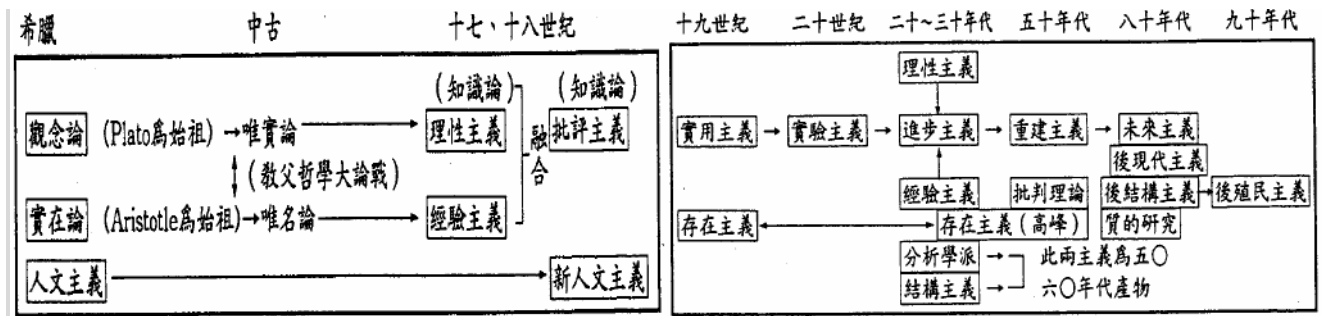 希臘 中古 十七、十八世紀
(知識論) (知識論)
觀念論 (Plato為始祖) →唯實論 → 理性主義 融合 批評主義
(教父哲學大論戰)
實在論 (Aristotle為始祖)→唯名論 → 經驗主義
人文主義 → 新人文主義
十九世紀 二十世紀 二十~三十年代 五十年代 八十年代 九十年代
理性主義
實用主義 → 實驗主義 → 進步主義 → 重建主義 → 未來主義
後現代主義
經驗主義 批判理論 後結構主義 → 後殖民主義
存在主義 存在主義(高峰) 質的研究
分析學派 → 此兩主義為五〇
結構主義 → 六〇年代產物